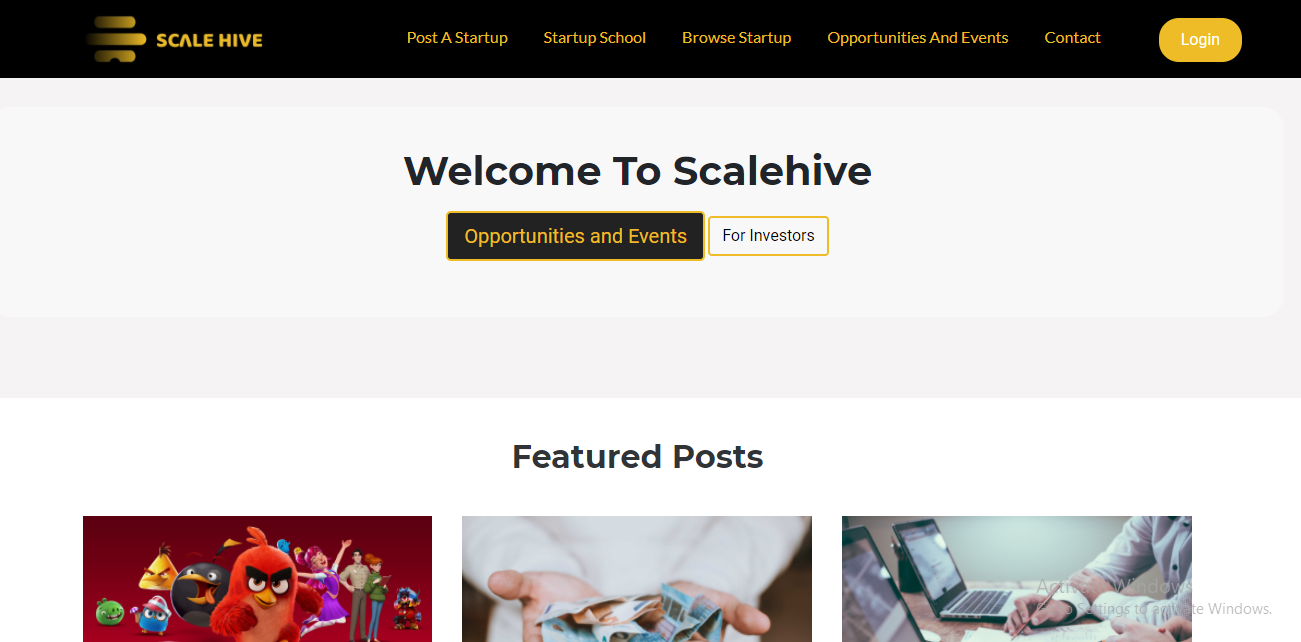 SCALE HIVE
Post A Startup
Startup School
Browse Startup
Opportunities And Events
Contact
Login
Welcome To Scalehive
Opportunities and Events
For Investors
Featured Posts
Activate Windows
Go to Settings to activate Windows.